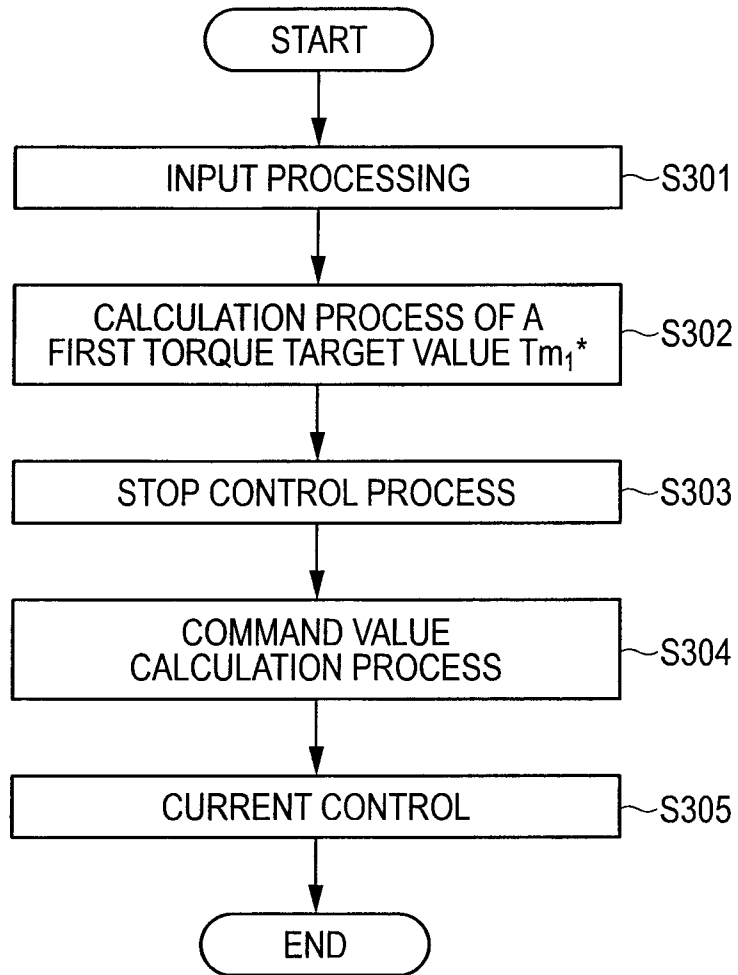 START
INPUT PROCESSING
S301
CALCULATION PROCESS OF A
FIRST TORQUE TARGET VALUE Tm₁*
S302
STOP CONTROL PROCESS
S303
COMMAND VALUE
CALCULATION PROCESS
S304
CURRENT CONTROL
S305
END